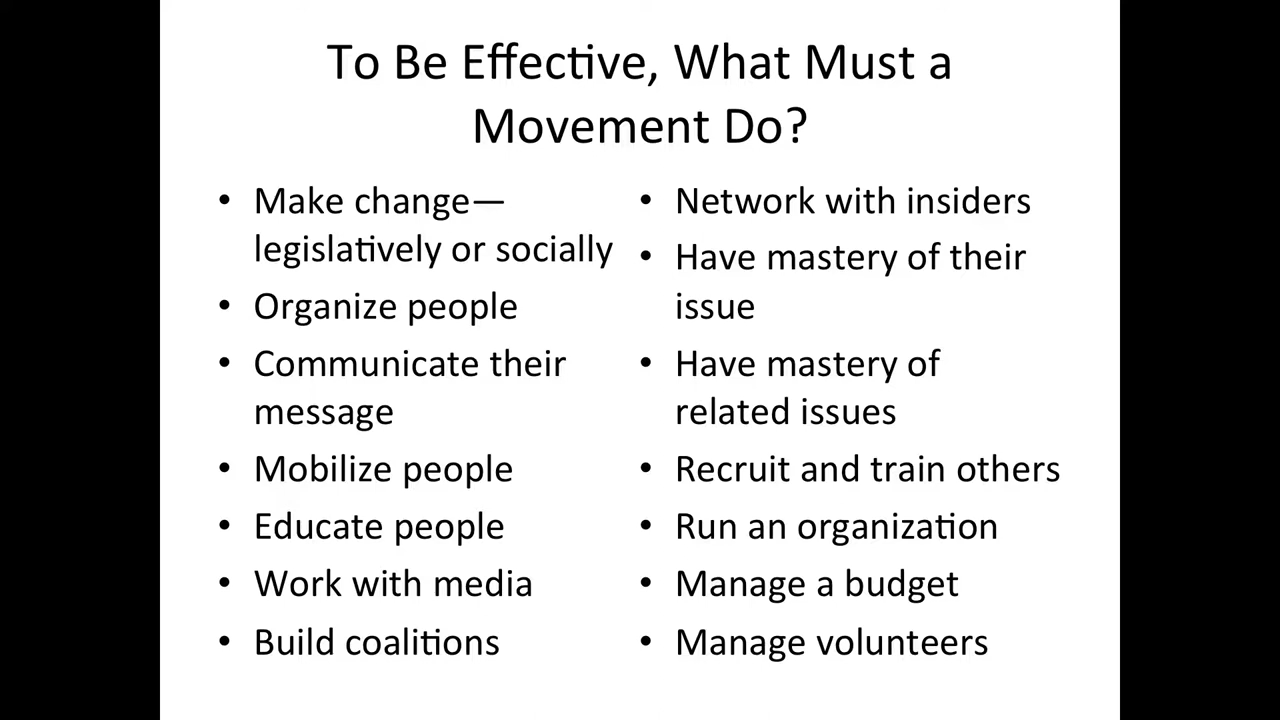 To Be Effective, What Must a
Movement Do?
• Make change—
legislatively or socially
• Organize people
• Communicate their
message
• Mobilize people
• Educate people
• Work with media
• Build coalitions
• Network with insiders
• Have mastery of their
issue
• Have mastery of
related issues
• Recruit and train others
• Run an organization
• Manage a budget
• Manage volunteers